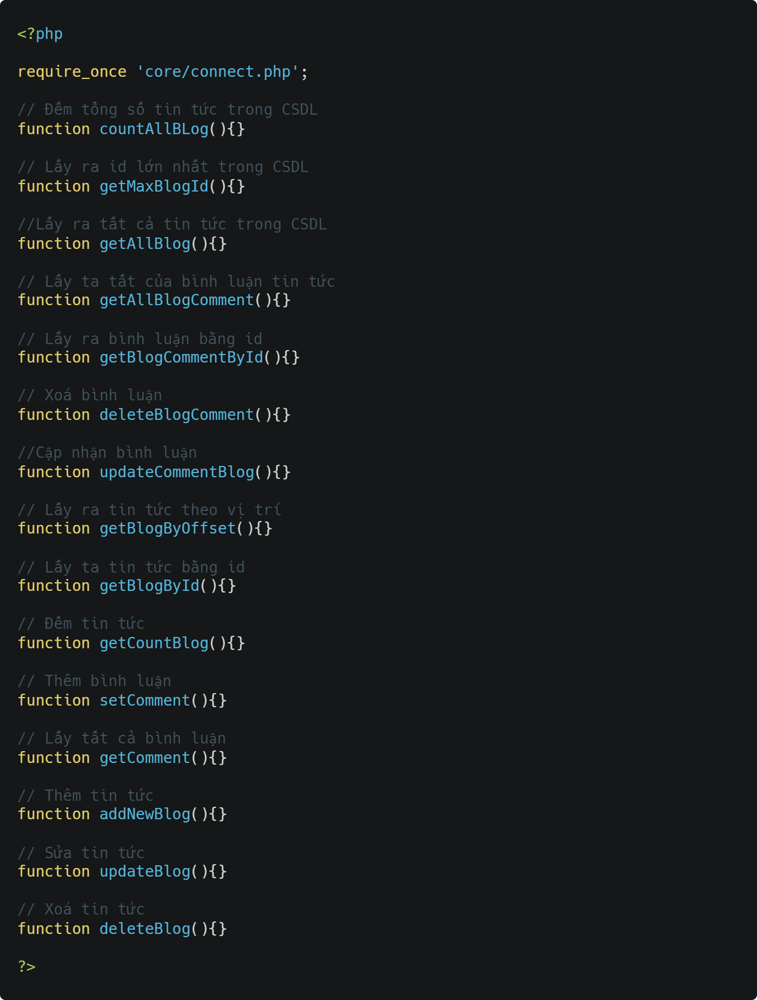 <?php
require_once 'core/connect.php';
// Đếm tổng số tin tức trong CSDL
function countAllBLog(){}
// Lấy ra id lớn nhất trong CSDL
function getMaxBlogId(){}
//Lấy ra tất cả tin tức trong CSDL
function getAllBlog(){}
// Lấy ta tất của bình luận tin tức
function getAllBlogComment(){}
// Lấy ra bình luận bằng id
function getBlogCommentById(){}
// Xoá bình luận
function deleteBlogComment(){}
//Cập nhận bình luận
function updateCommentBlog(){}
// Lấy ra tin tức theo vị trí
function getBlogByOffset(){}
// Lấy ta tin tức bằng id
function getBlogById(){}
// Đếm tin tức
function getCountBlog(){}
// Thêm bình luận
function setComment(){}
// Lấy tất cả bình luận
function getComment(){}
// Thêm tin tức
function addNewBlog(){}
// Sửa tin tức
function updateBlog(){}
// Xoá tin tức
function deleteBlog(){}
?>